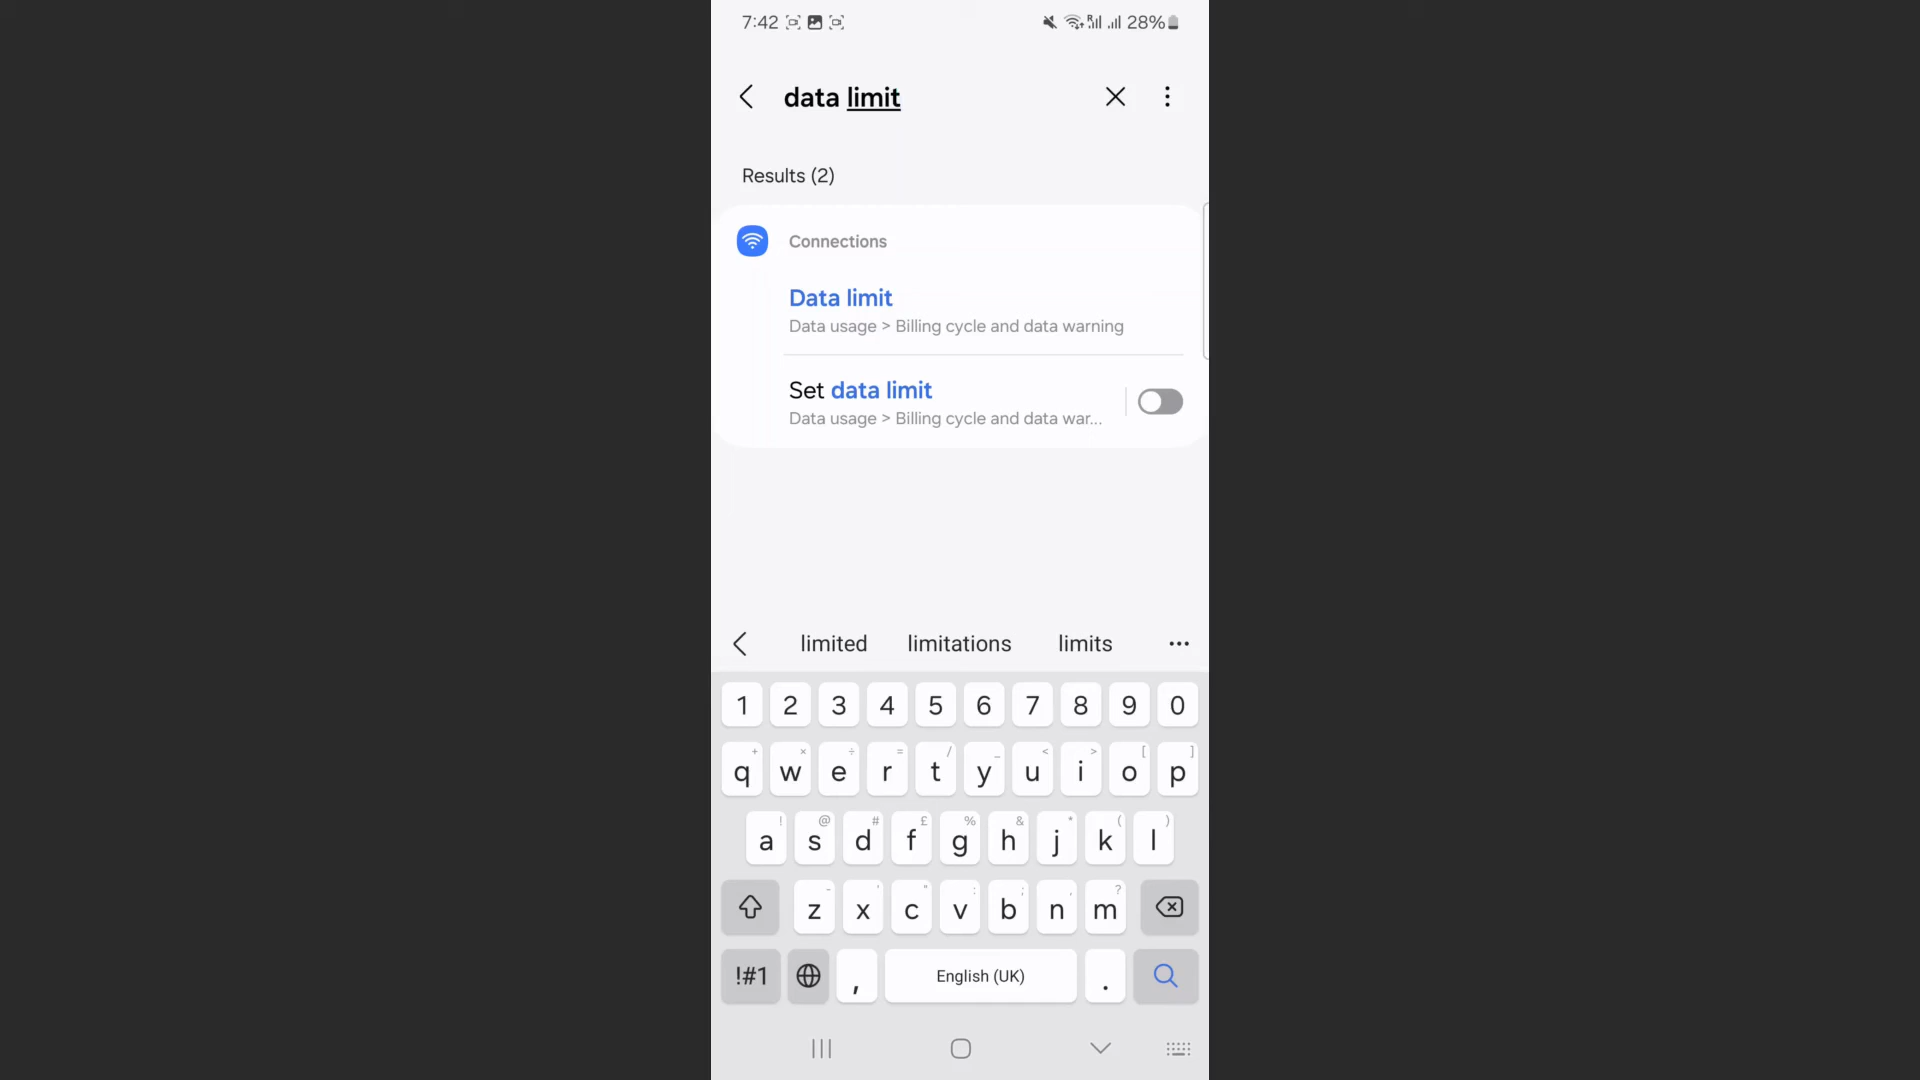 7:42 28%
data limit
Results (2)
Connections
Data limit
Data usage > Billing cycle and data warning
Set data limit
Data usage > Billing cycle and data war...
limited limitations limits
1 2 3 4 5 6 7 8 9 0
+ × ÷ = / _ < > [ ]
q w e r t y u i o p
! @ # £ % & * ( )
a s d f g h j k l
- ' " : ; , ?
z x c v b n m
!#1 , English (UK) .